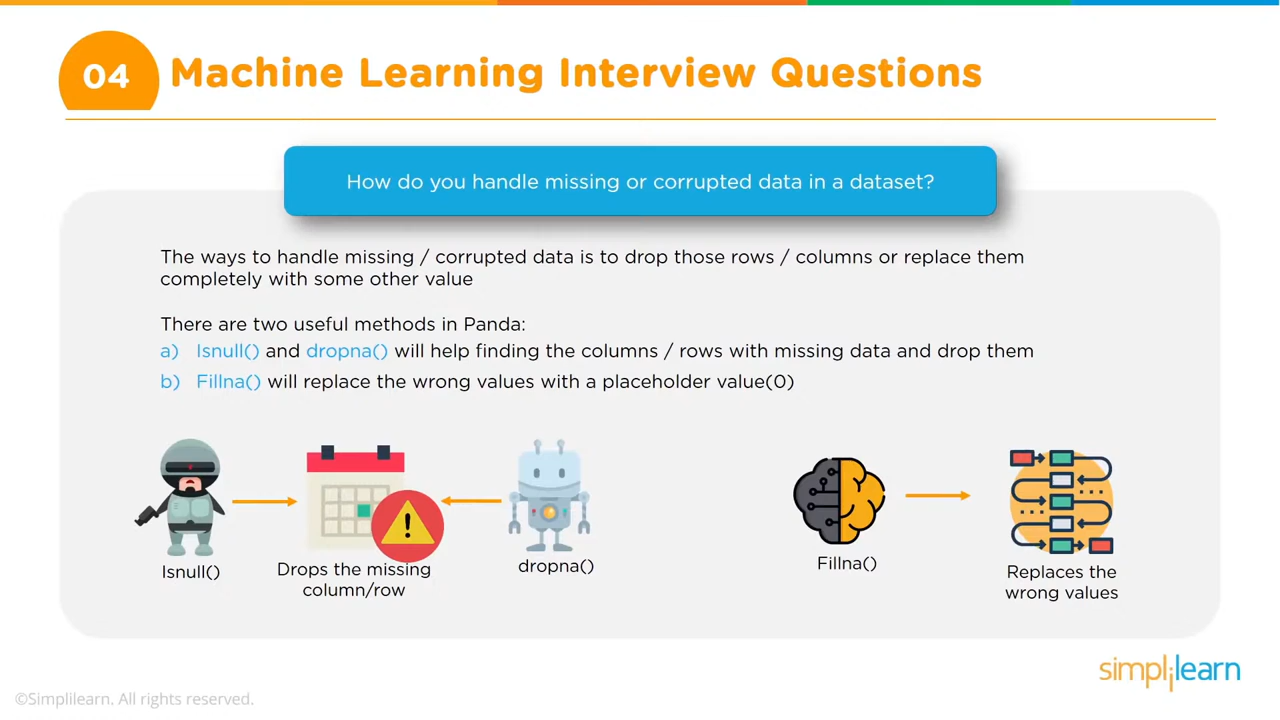 04
Machine Learning Interview Questions
How do you handle missing or corrupted data in a dataset?
The ways to handle missing / corrupted data is to drop those rows / columns or replace them
completely with some other value
There are two useful methods in Panda:
a) Isnull() and dropna() will help finding the columns / rows with missing data and drop them
b) Fillna() will replace the wrong values with a placeholder value(0)
Isnull()
Drops the missing
column/row
dropna()
Fillna()
Replaces the
wrong values
simplilearn
©Simplilearn. All rights reserved.